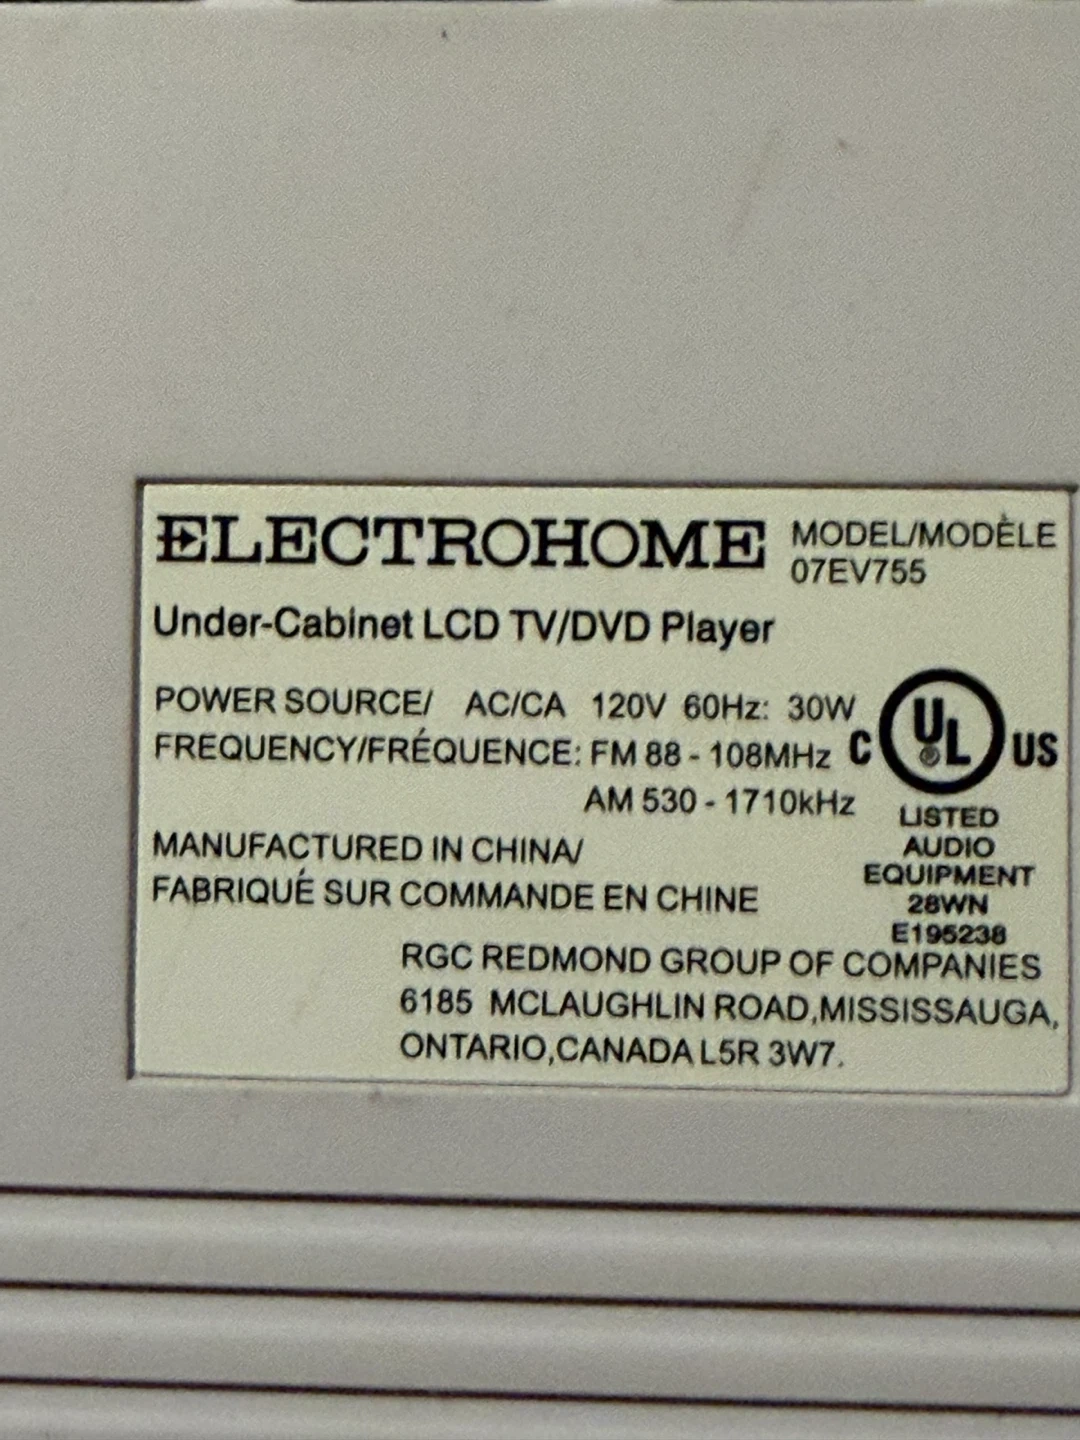 ELECTROHOME
MODEL/MODÈLE
07EV755
Under-Cabinet LCD TV/DVD Player
POWER SOURCE/ AC/CA 120V 60Hz: 30W
FREQUENCY/FRÉQUENCE: FM 88 - 108MHz
AM 530 - 1710kHz
C UL ® US
LISTED
AUDIO
EQUIPMENT
28WN
E195238
MANUFACTURED IN CHINA/
FABRIQUÉ SUR COMMANDE EN CHINE
RGC REDMOND GROUP OF COMPANIES
6185 MCLAUGHLIN ROAD,MISSISSAUGA,
ONTARIO,CANADA L5R 3W7.